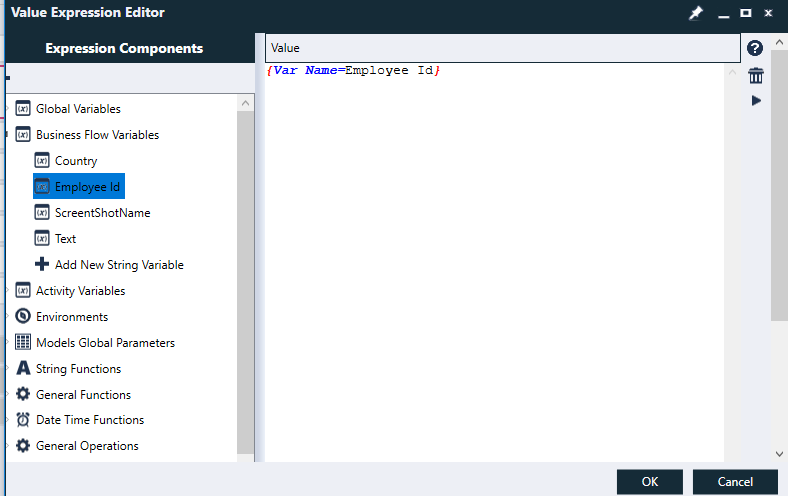 Value Expression Editor
Expression Components
Value
{Var Name=Employee Id}
Global Variables
Business Flow Variables
Country
Employee Id
ScreentShotName
Text
Add New String Variable
Activity Variables
Environments
Models Global Parameters
String Functions
General Functions
Date Time Functions
General Operations
OK
Cancel